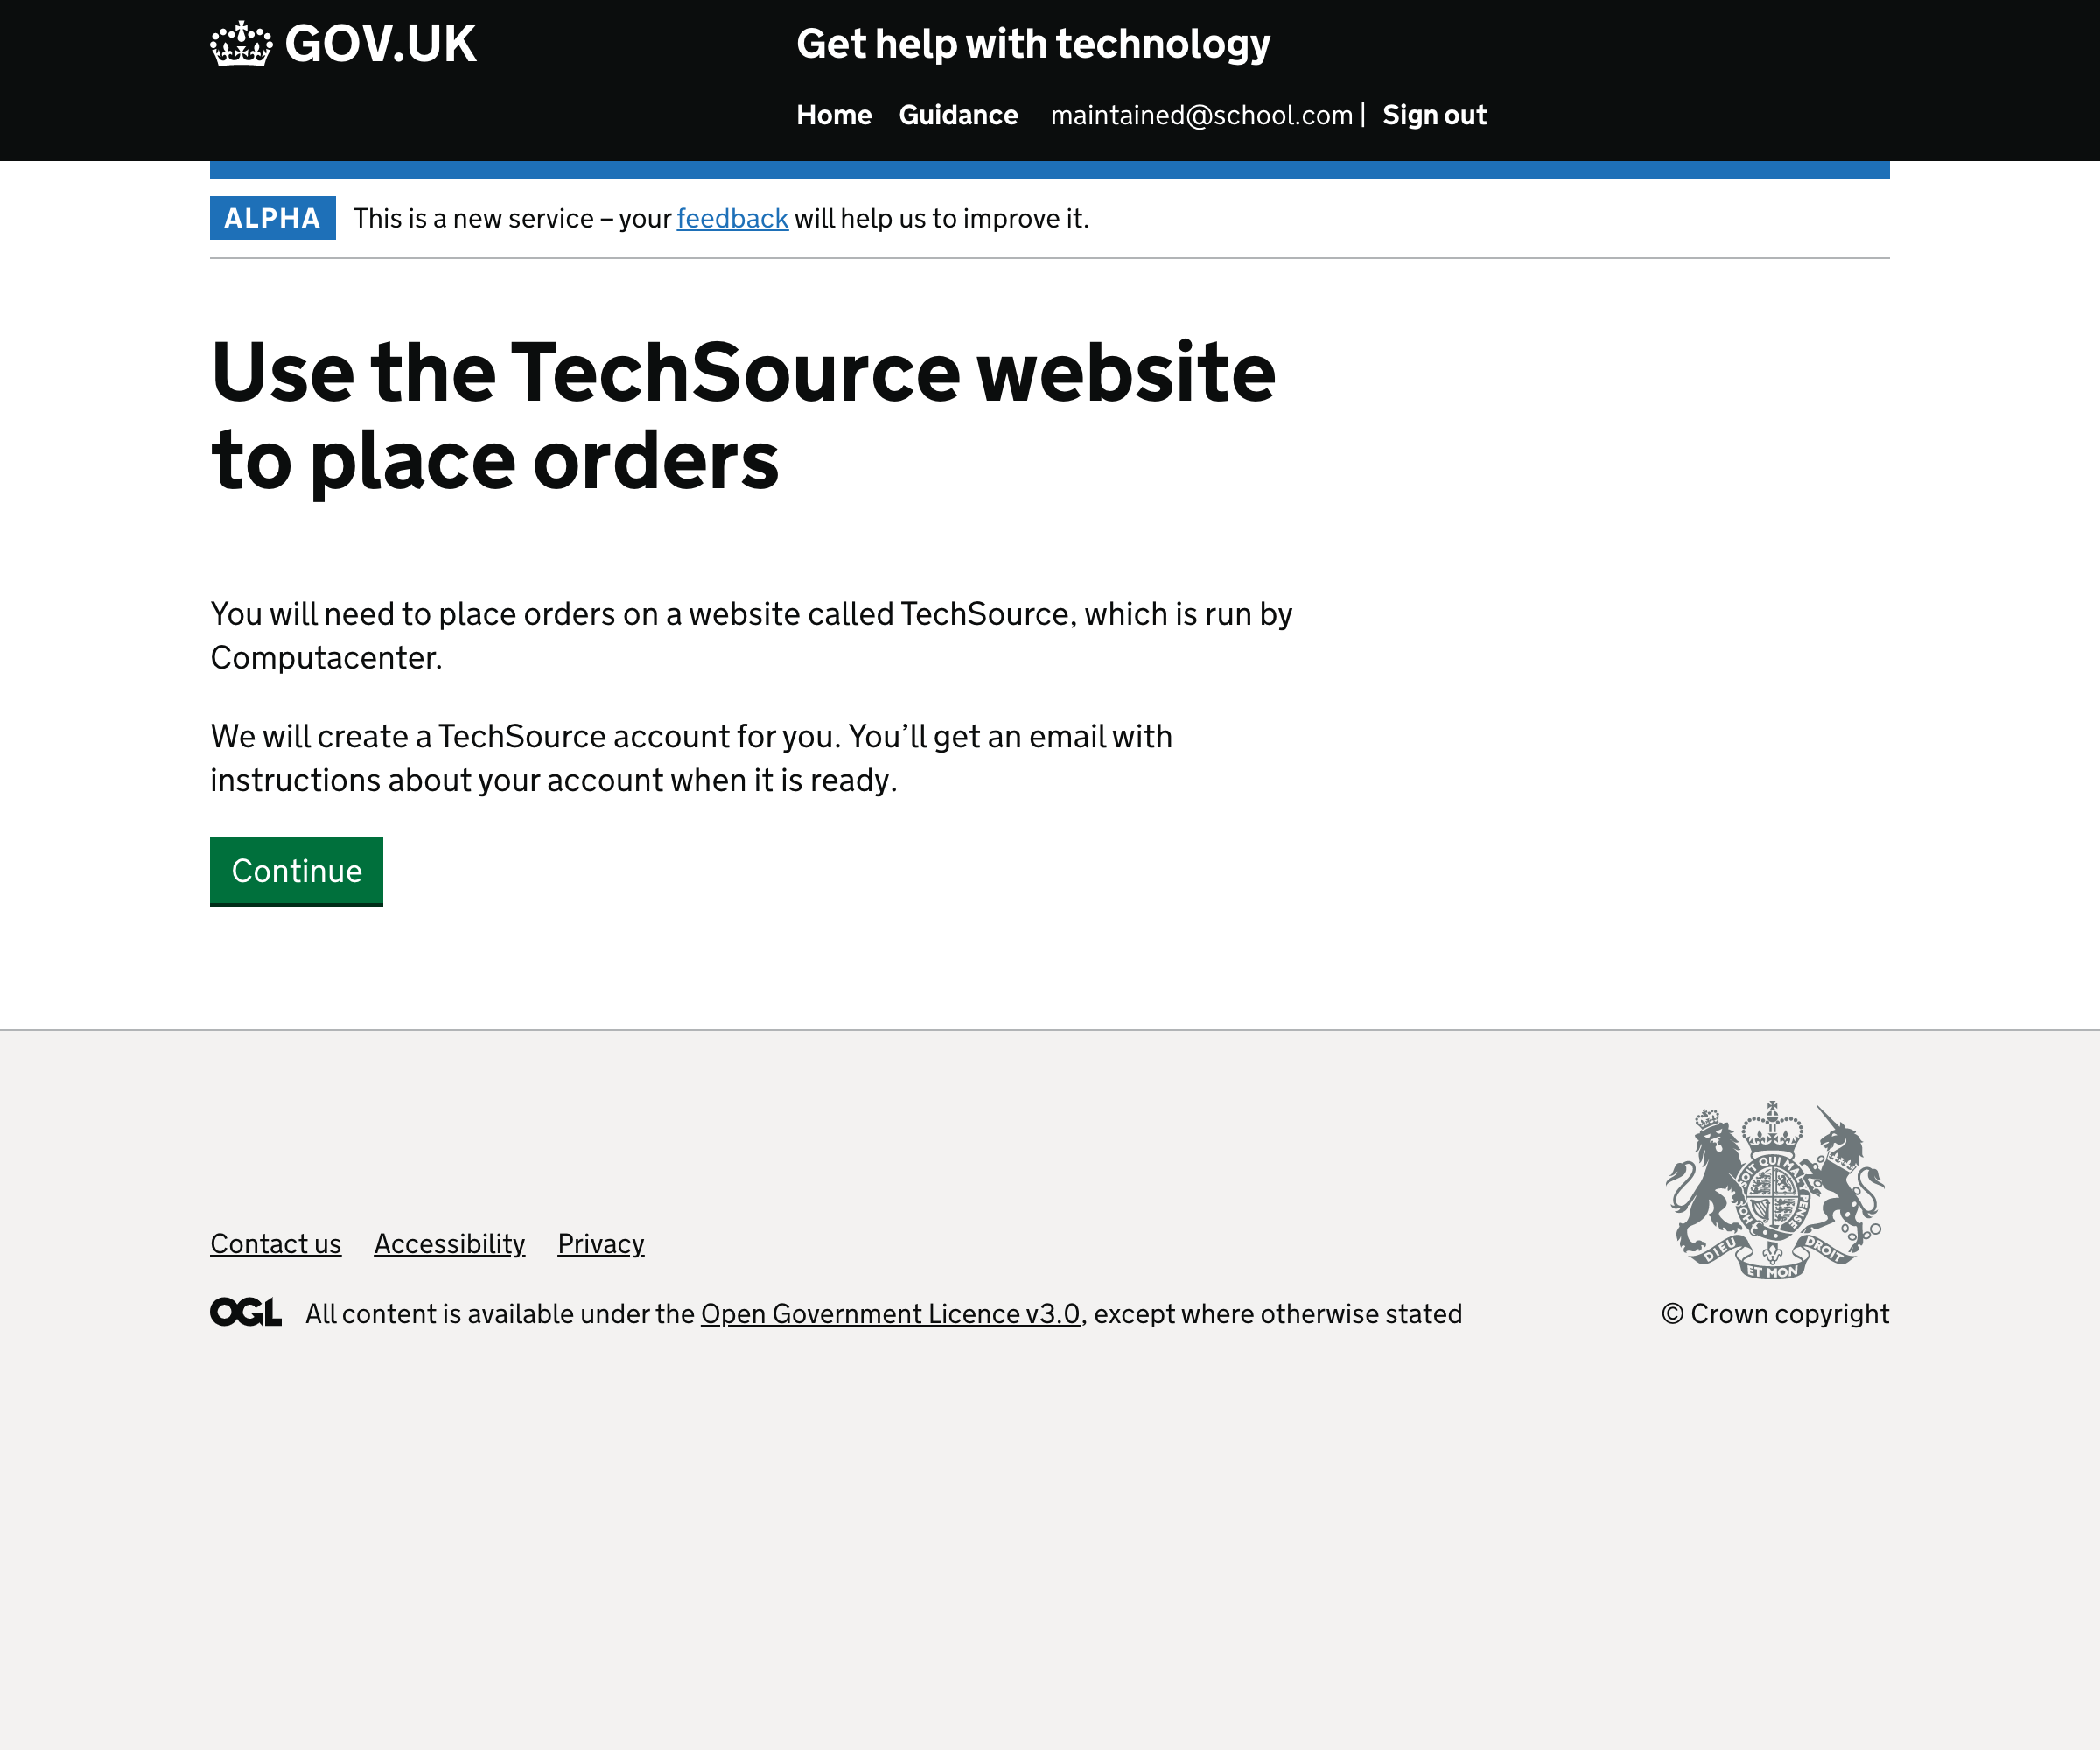 GOV.UK
Get help with technology
Home Guidance maintained@school.com | Sign out
ALPHA This is a new service – your feedback will help us to improve it.
Use the TechSource website
to place orders
You will need to place orders on a website called TechSource, which is run by
Computacenter.
We will create a TechSource account for you. You’ll get an email with
instructions about your account when it is ready.
Continue
Contact us Accessibility Privacy
OGL All content is available under the Open Government Licence v3.0, except where otherwise stated
DIEU ET MON DROIT
© Crown copyright